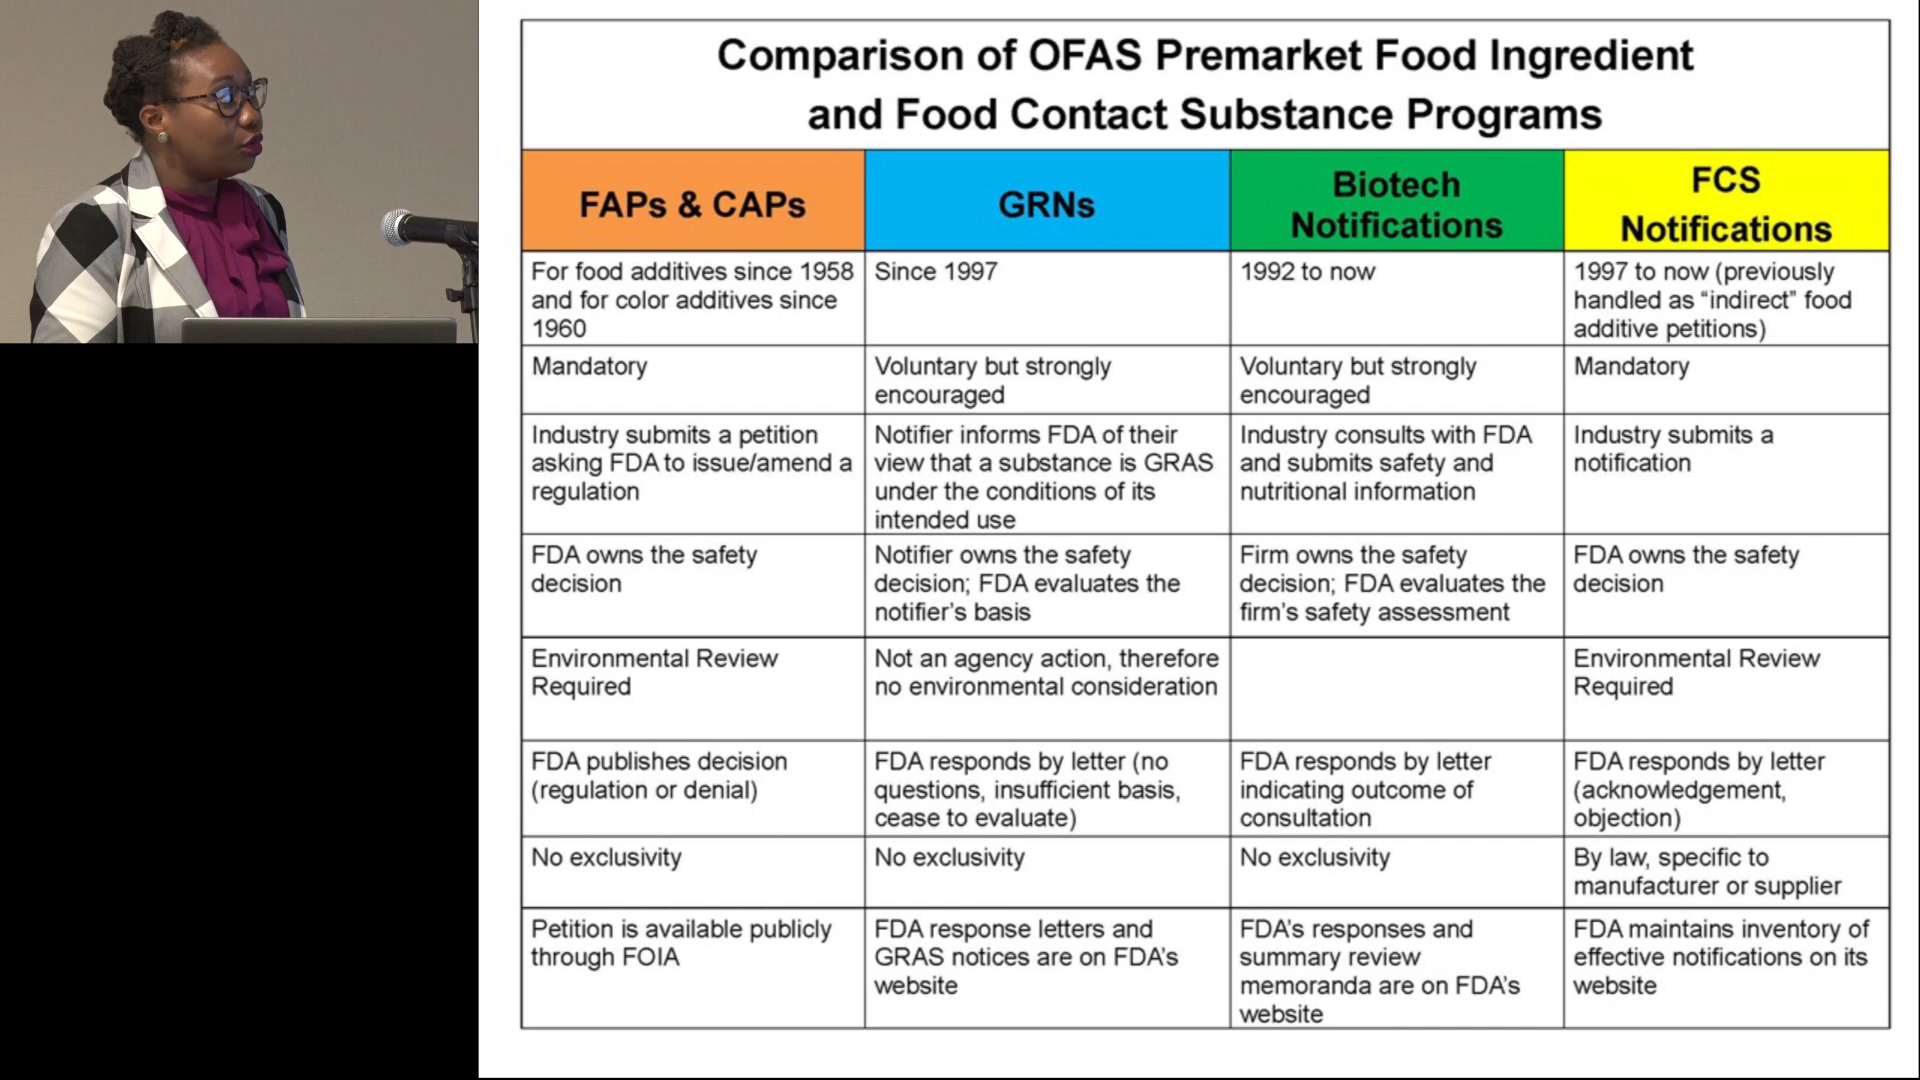 Comparison of OFAS Premarket Food Ingredient
and Food Contact Substance Programs
FAPs & CAPs
GRNs
Biotech
Notifications
FCS
Notifications
For food additives since 1958
and for color additives since
1960
Since 1997
1992 to now
1997 to now (previously
handled as “indirect” food
additive petitions)
Mandatory
Voluntary but strongly
encouraged
Voluntary but strongly
encouraged
Mandatory
Industry submits a petition
asking FDA to issue/amend a
regulation
Notifier informs FDA of their
view that a substance is GRAS
under the conditions of its
intended use
Industry consults with FDA
and submits safety and
nutritional information
Industry submits a
notification
FDA owns the safety
decision
Notifier owns the safety
decision; FDA evaluates the
notifier’s basis
Firm owns the safety
decision; FDA evaluates the
firm’s safety assessment
FDA owns the safety
decision
Environmental Review
Required
Not an agency action, therefore
no environmental consideration
Environmental Review
Required
FDA publishes decision
(regulation or denial)
FDA responds by letter (no
questions, insufficient basis,
cease to evaluate)
FDA responds by letter
indicating outcome of
consultation
FDA responds by letter
(acknowledgement,
objection)
No exclusivity
No exclusivity
No exclusivity
By law, specific to
manufacturer or supplier
Petition is available publicly
through FOIA
FDA response letters and
GRAS notices are on FDA’s
website
FDA’s responses and
summary review
memoranda are on FDA’s
website
FDA maintains inventory of
effective notifications on its
website